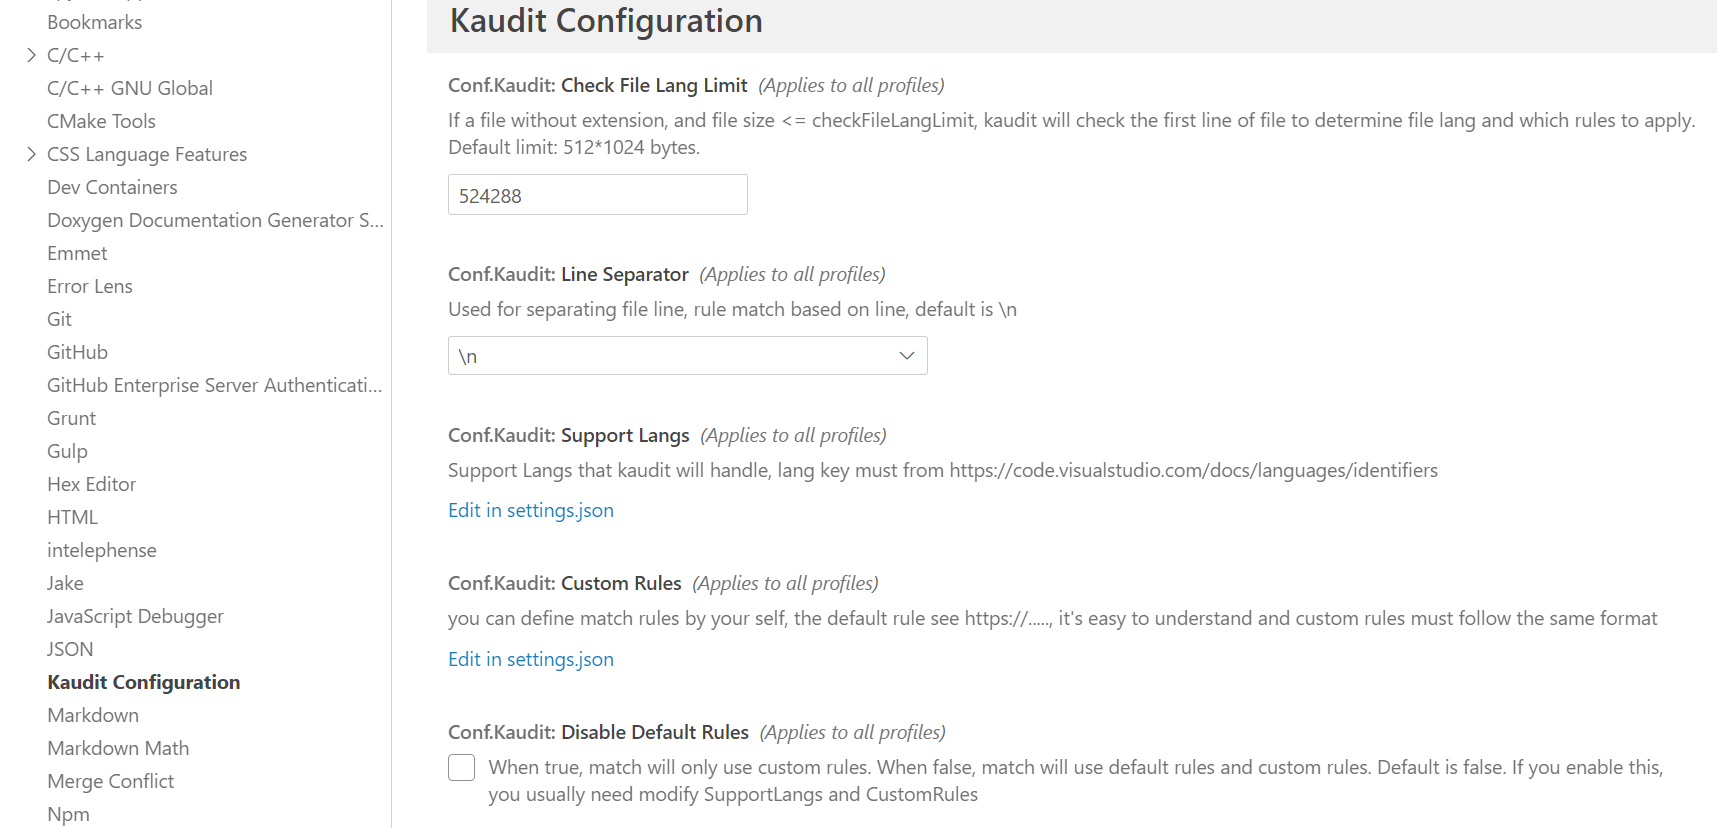 Bookmarks
C/C++
C/C++ GNU Global
CMake Tools
CSS Language Features
Dev Containers
Doxygen Documentation Generator S...
Emmet
Error Lens
Git
GitHub
GitHub Enterprise Server Authenticati...
Grunt
Gulp
Hex Editor
HTML
intelephense
Jake
JavaScript Debugger
JSON
Kaudit Configuration
Markdown
Markdown Math
Merge Conflict
Npm
Kaudit Configuration
Conf.Kaudit: Check File Lang Limit (Applies to all profiles)
If a file without extension, and file size <= checkFileLangLimit, kaudit will check the first line of file to determine file lang and which rules to apply.
Default limit: 512*1024 bytes.
524288
Conf.Kaudit: Line Separator (Applies to all profiles)
Used for separating file line, rule match based on line, default is \n
\n
Conf.Kaudit: Support Langs (Applies to all profiles)
Support Langs that kaudit will handle, lang key must from https://code.visualstudio.com/docs/languages/identifiers
Edit in settings.json
Conf.Kaudit: Custom Rules (Applies to all profiles)
you can define match rules by your self, the default rule see https://....., it's easy to understand and custom rules must follow the same format
Edit in settings.json
Conf.Kaudit: Disable Default Rules (Applies to all profiles)
When true, match will only use custom rules. When false, match will use default rules and custom rules. Default is false. If you enable this,
you usually need modify SupportLangs and CustomRules